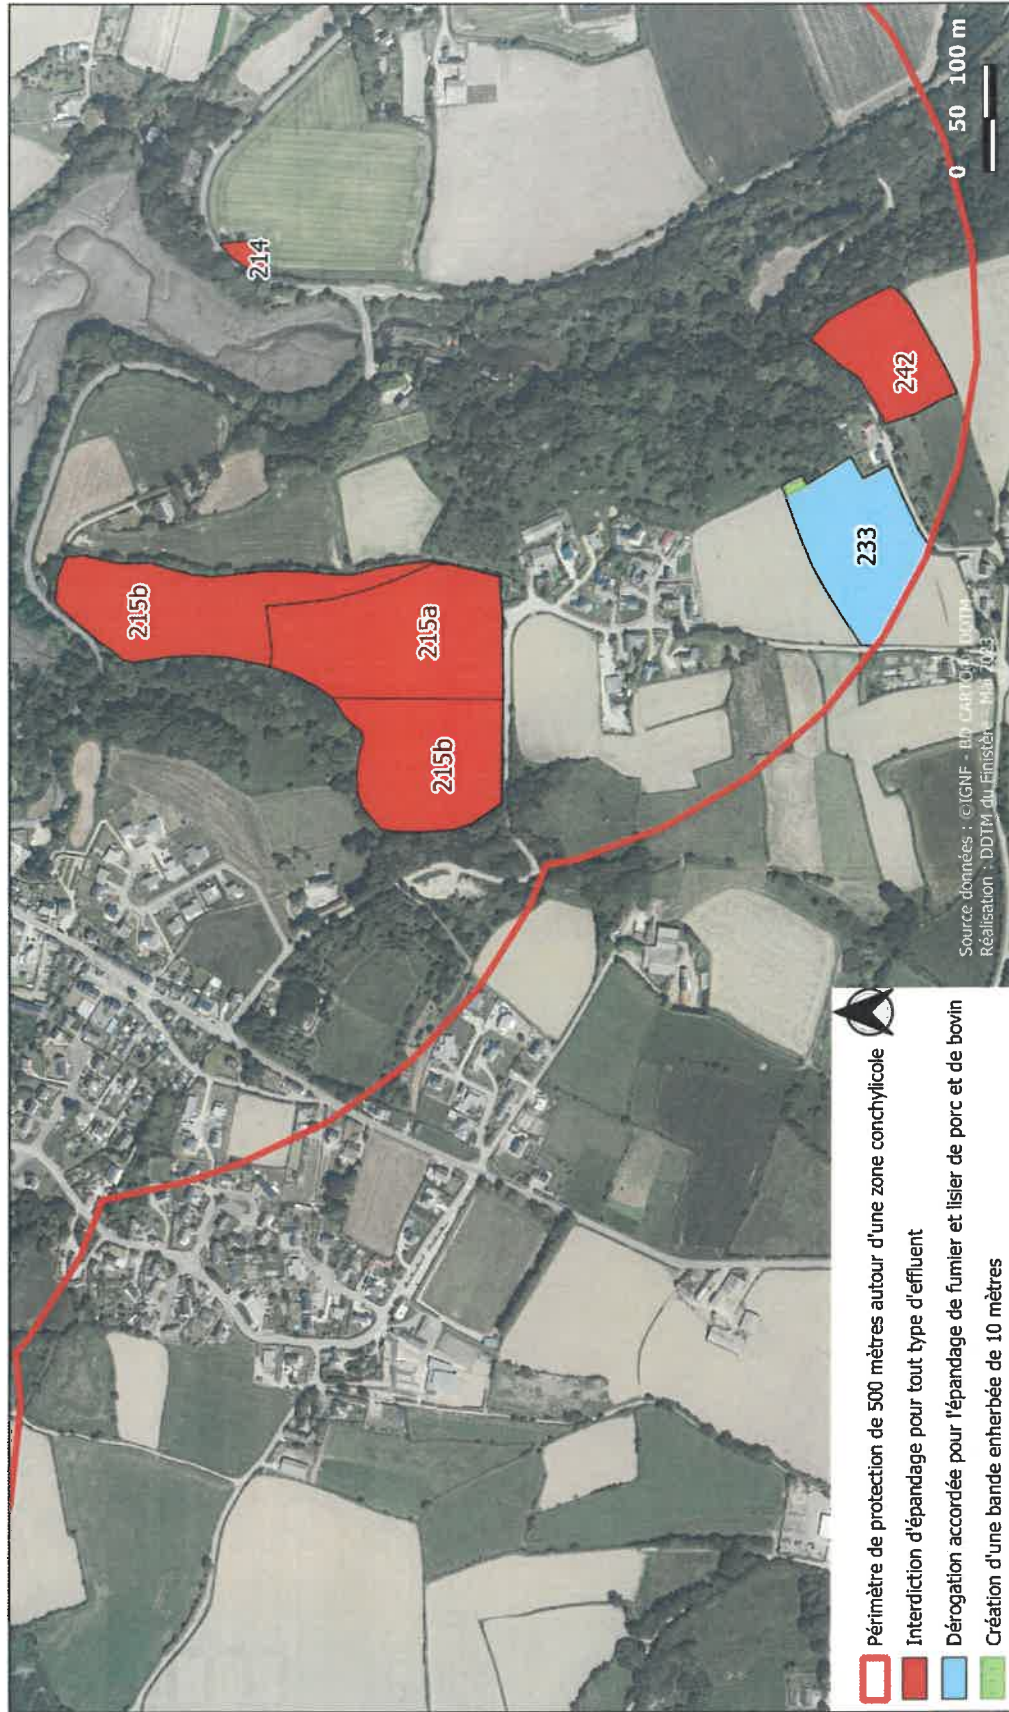 214
215b
215a
215b
242
233
0 50 100 m
Source données : ©IGNF - BD CARTO® DDTM
Réalisation : DDTM du Finistère - Mai 2023
Périmètre de protection de 500 mètres autour d'une zone conchylicole
Interdiction d'épandage pour tout type d'effluent
Dérogation accordée pour l'épandage de fumier et lisier de porc et de bovin
Création d'une bande enherbée de 10 mètres